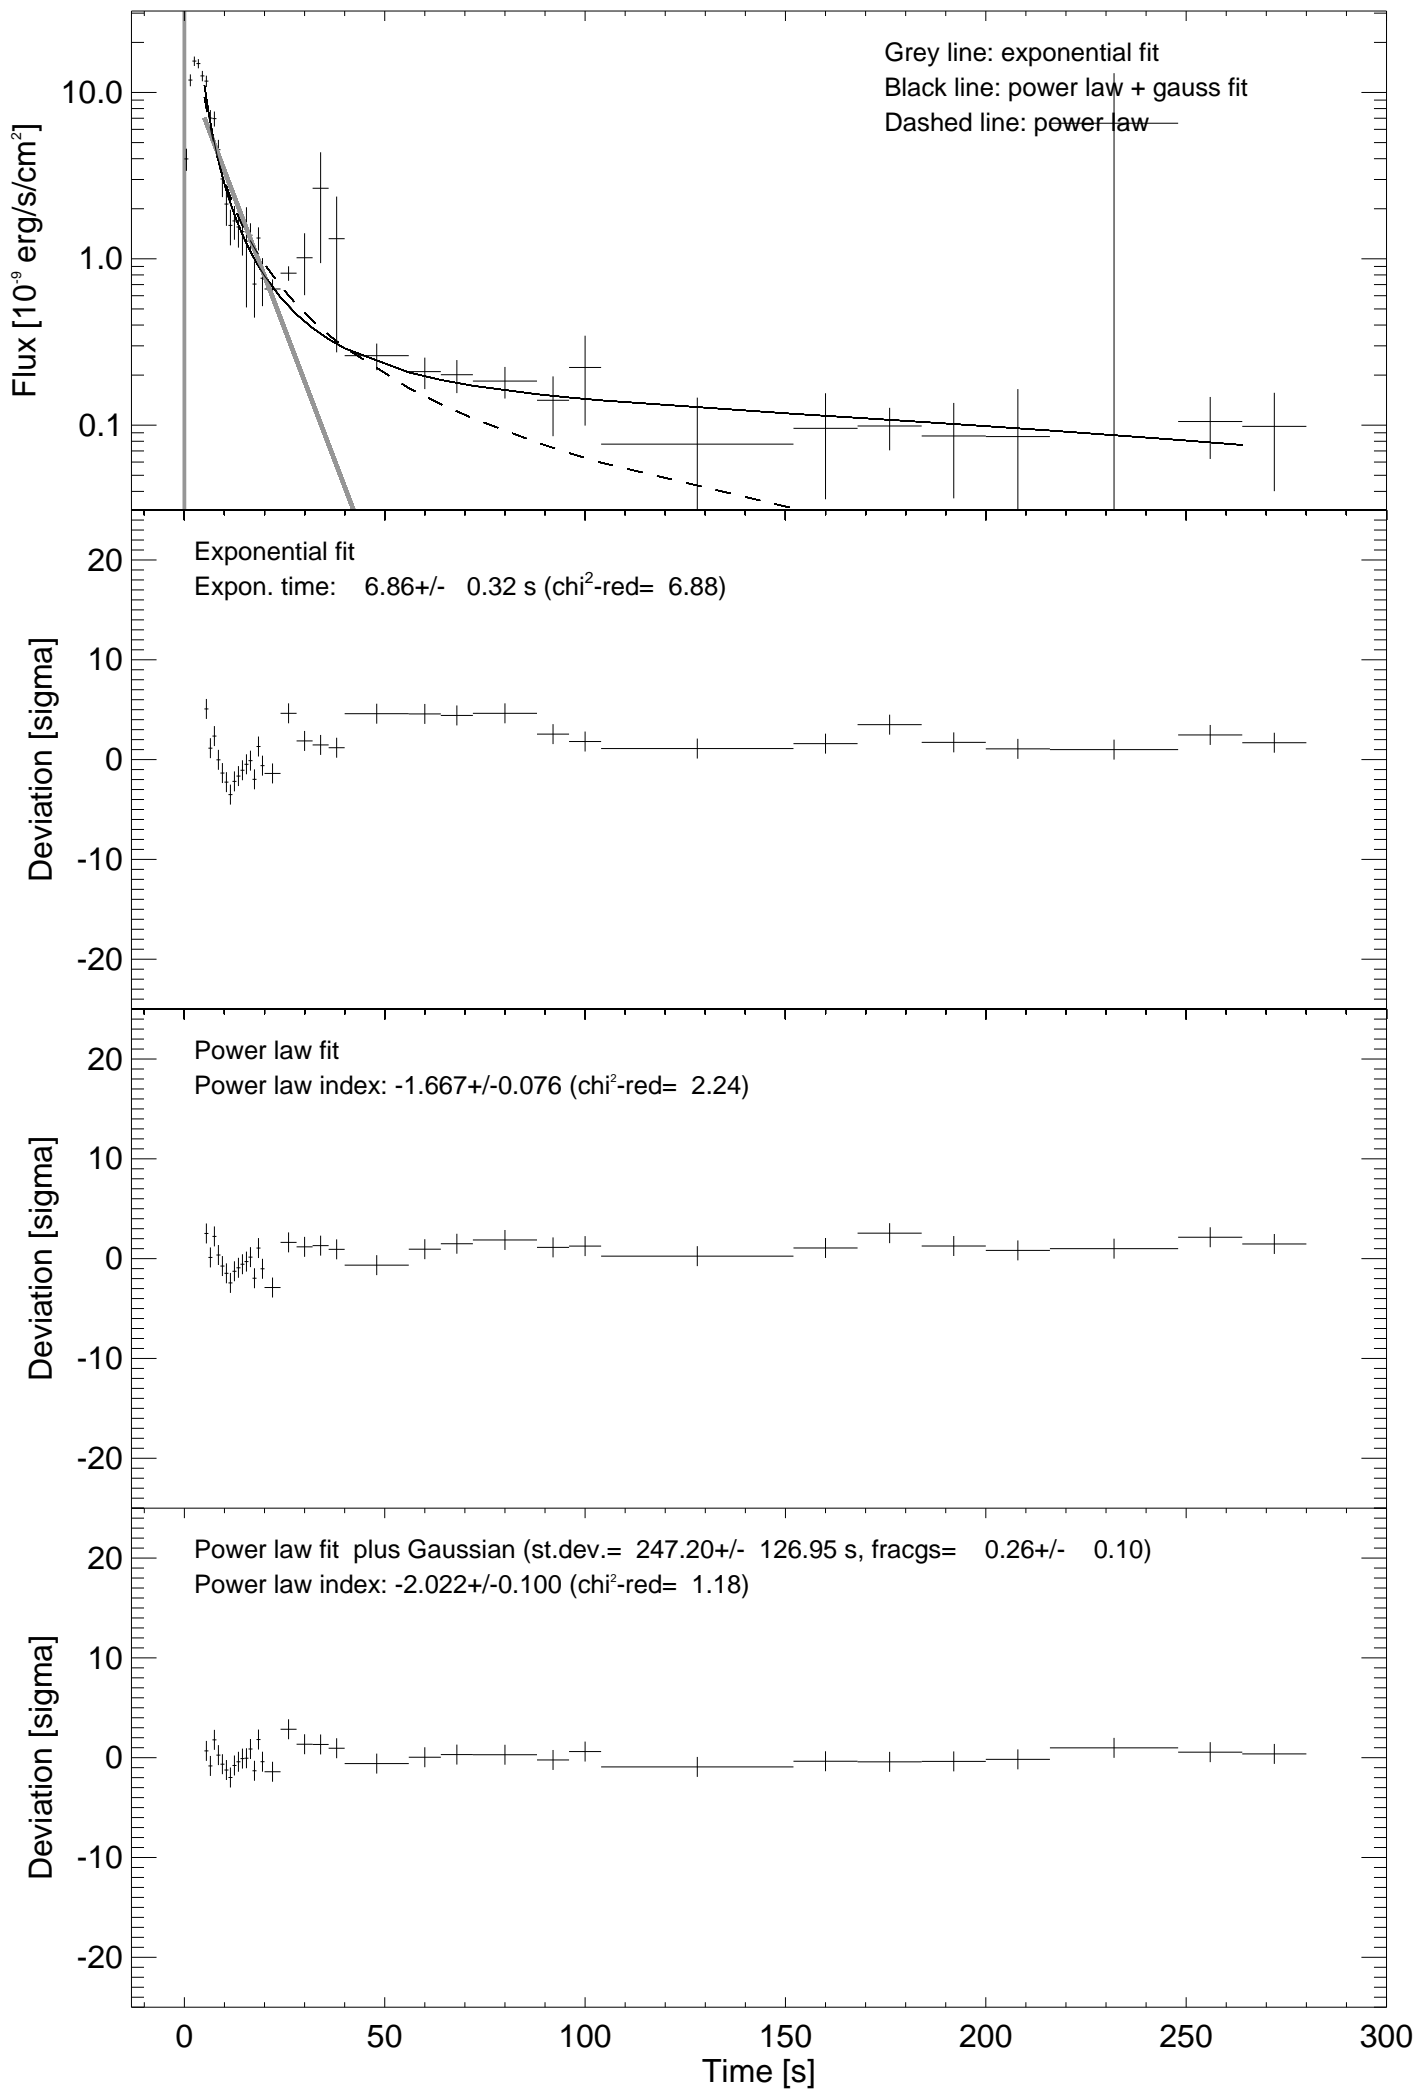 Grey line: exponential fit
Black line: power law + gauss fit
Dashed line: power law
10.0
1.0
0.1
Flux [10⁻⁹ erg/s/cm²]
Exponential fit
Expon. time: 6.86+/- 0.32 s (chi²-red= 6.88)
20
10
0
-10
-20
Deviation [sigma]
Power law fit
Power law index: -1.667+/-0.076 (chi²-red= 2.24)
20
10
0
-10
-20
Deviation [sigma]
Power law fit plus Gaussian (st.dev.= 247.20+/- 126.95 s, fracgs= 0.26+/- 0.10)
Power law index: -2.022+/-0.100 (chi²-red= 1.18)
20
10
0
-10
-20
Deviation [sigma]
0 50 100 150 200 250 300
Time [s]